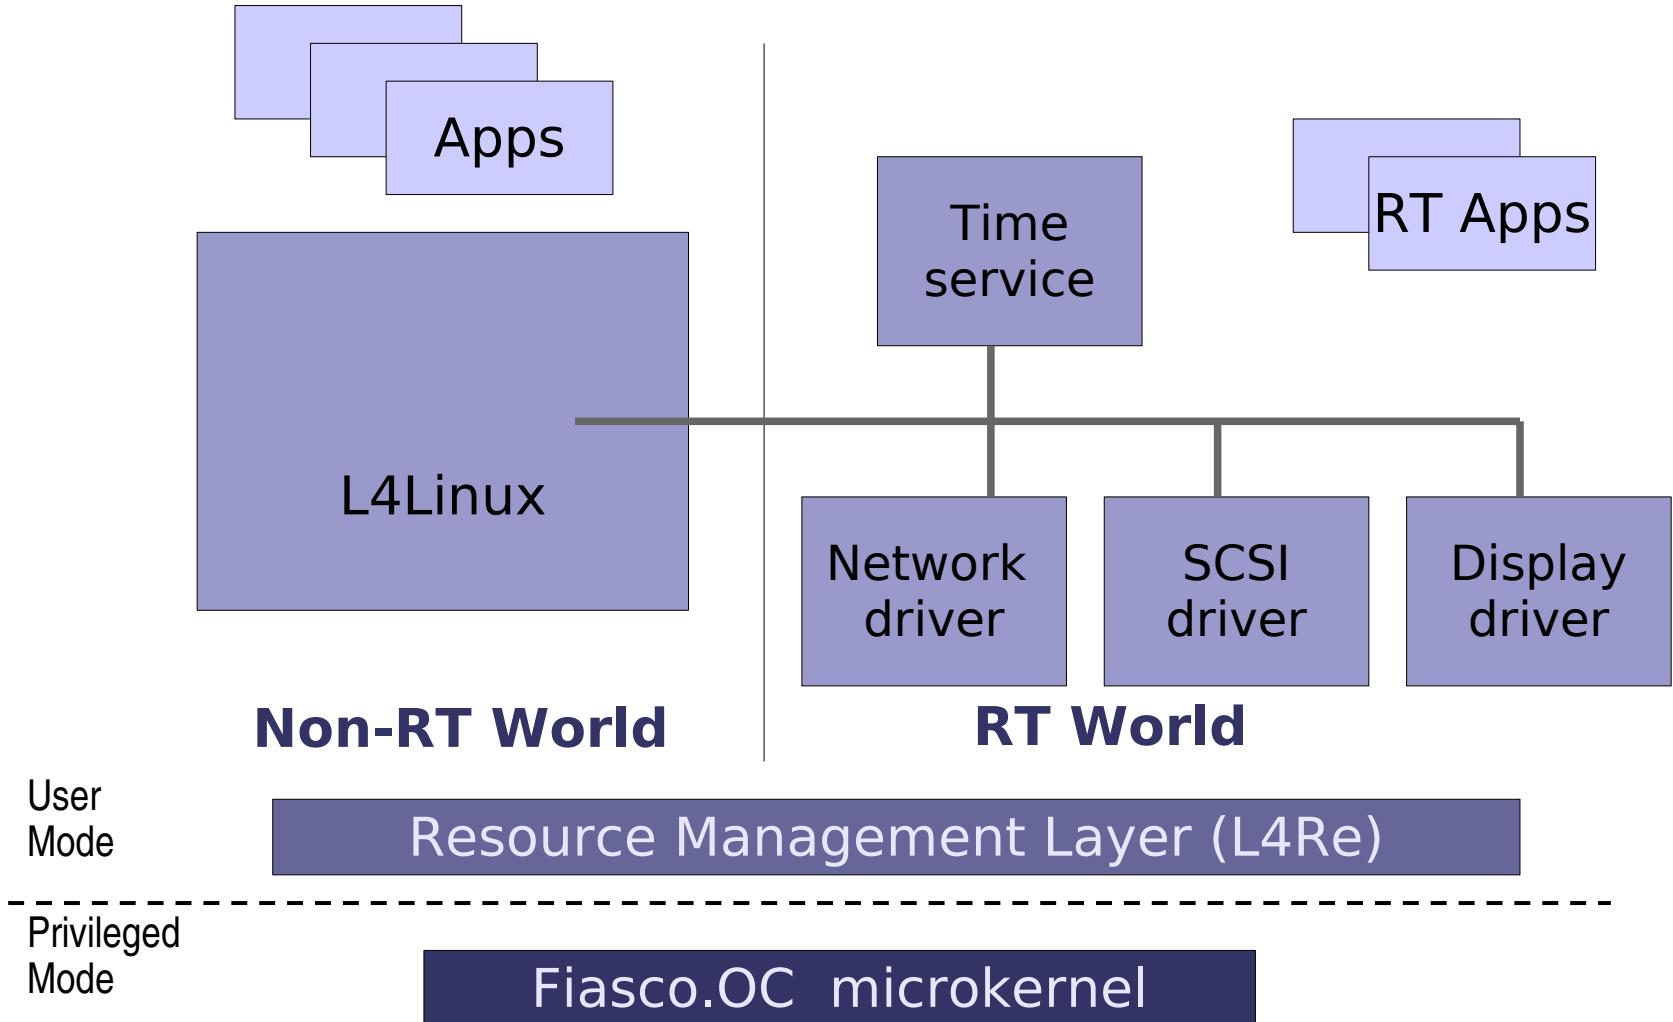 Apps
RT Apps
Time
service
L4Linux
Network
driver
SCSI
driver
Display
driver
Non-RT World
RT World
User
Mode
Resource Management Layer (L4Re)
Privileged
Mode
Fiasco.OC microkernel